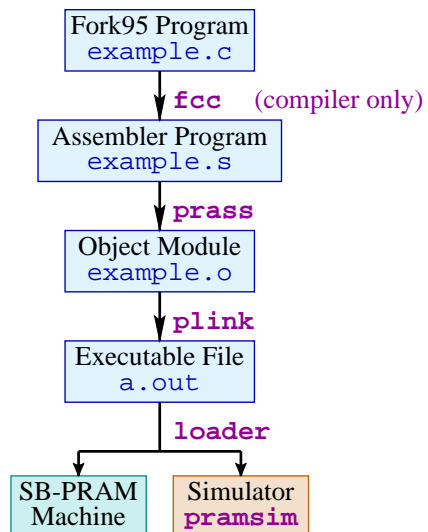 Fork95 Program
example.c
fcc (compiler only)
Assembler Program
example.s
prass
Object Module
example.o
plink
Executable File
a.out
loader
SB-PRAM
Machine
Simulator
pramsim